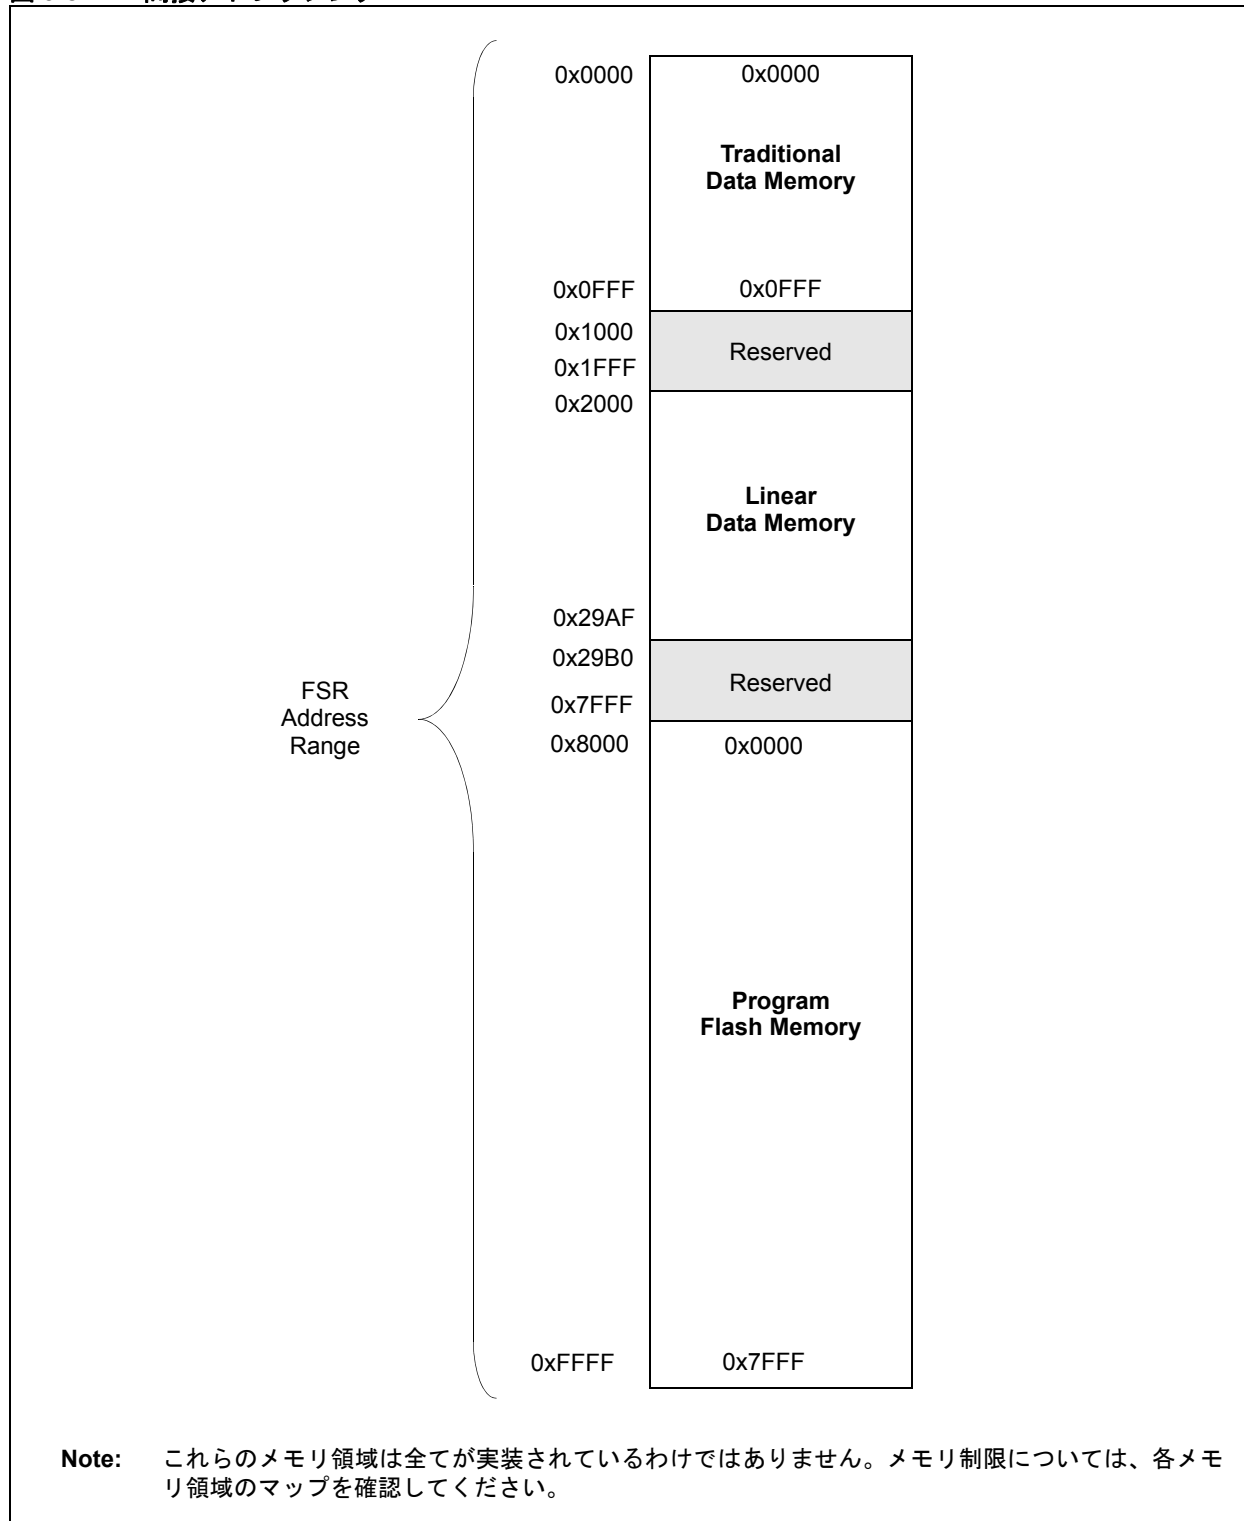 0x0000 0x0000
Traditional
Data Memory
0x0FFF 0x0FFF
0x1000
Reserved
0x1FFF
0x2000
Linear
Data Memory
0x29AF
0x29B0
Reserved
0x7FFF
FSR
Address
Range
0x8000 0x0000
Program
Flash Memory
0xFFFF 0x7FFF
Note: これらのメモリ領域は全てが実装されているわけではありません。メモリ制限については、各メモ
リ領域のマップを確認してください。